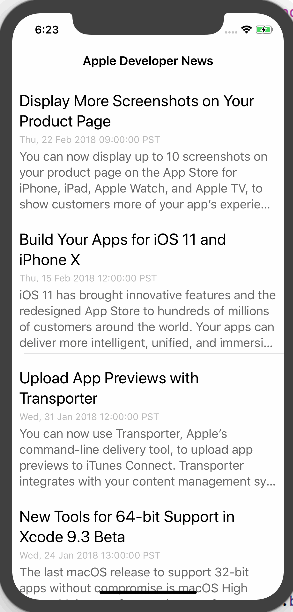 6:23
Apple Developer News
Display More Screenshots on Your
Product Page
Thu, 22 Feb 2018 09:00:00 PST
You can now display up to 10 screenshots on
your product page on the App Store for
iPhone, iPad, Apple Watch, and Apple TV, to
show customers more of your app's experie...
Build Your Apps for iOS 11 and
iPhone X
Thu, 15 Feb 2018 12:00:00 PST
iOS 11 has brought innovative features and the
redesigned App Store to hundreds of millions
of customers around the world. Your apps can
deliver more intelligent, unified, and immersi...
Upload App Previews with
Transporter
Wed, 31 Jan 2018 12:00:00 PST
You can now use Transporter, Apple's
command-line delivery tool, to upload app
previews to iTunes Connect. Transporter
integrates with your content management sy...
New Tools for 64-bit Support in
Xcode 9.3 Beta
Wed, 24 Jan 2018 13:00:00 PST
The last macOS release to support 32-bit
apps without compromise is macOS High